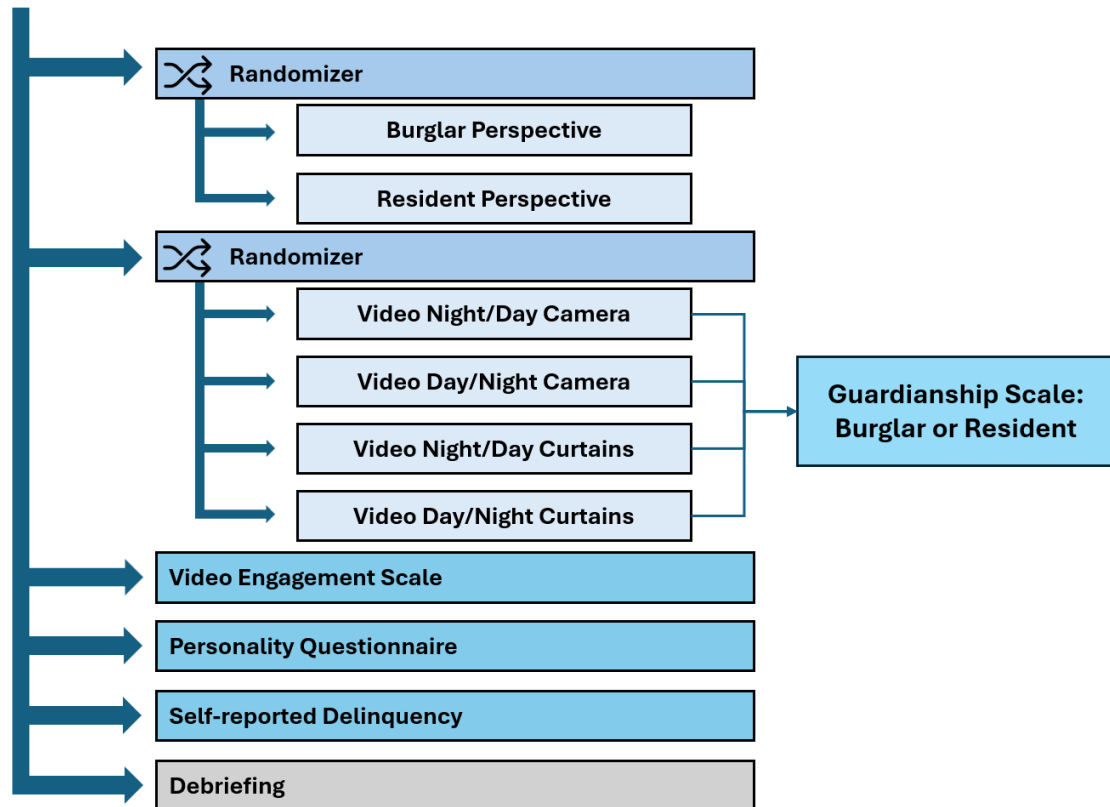 Randomizer
Burglar Perspective
Resident Perspective
Randomizer
Video Night/Day Camera
Video Day/Night Camera
Video Night/Day Curtains
Video Day/Night Curtains
Guardianship Scale:
Burglar or Resident
Video Engagement Scale
Personality Questionnaire
Self-reported Delinquency
Debriefing